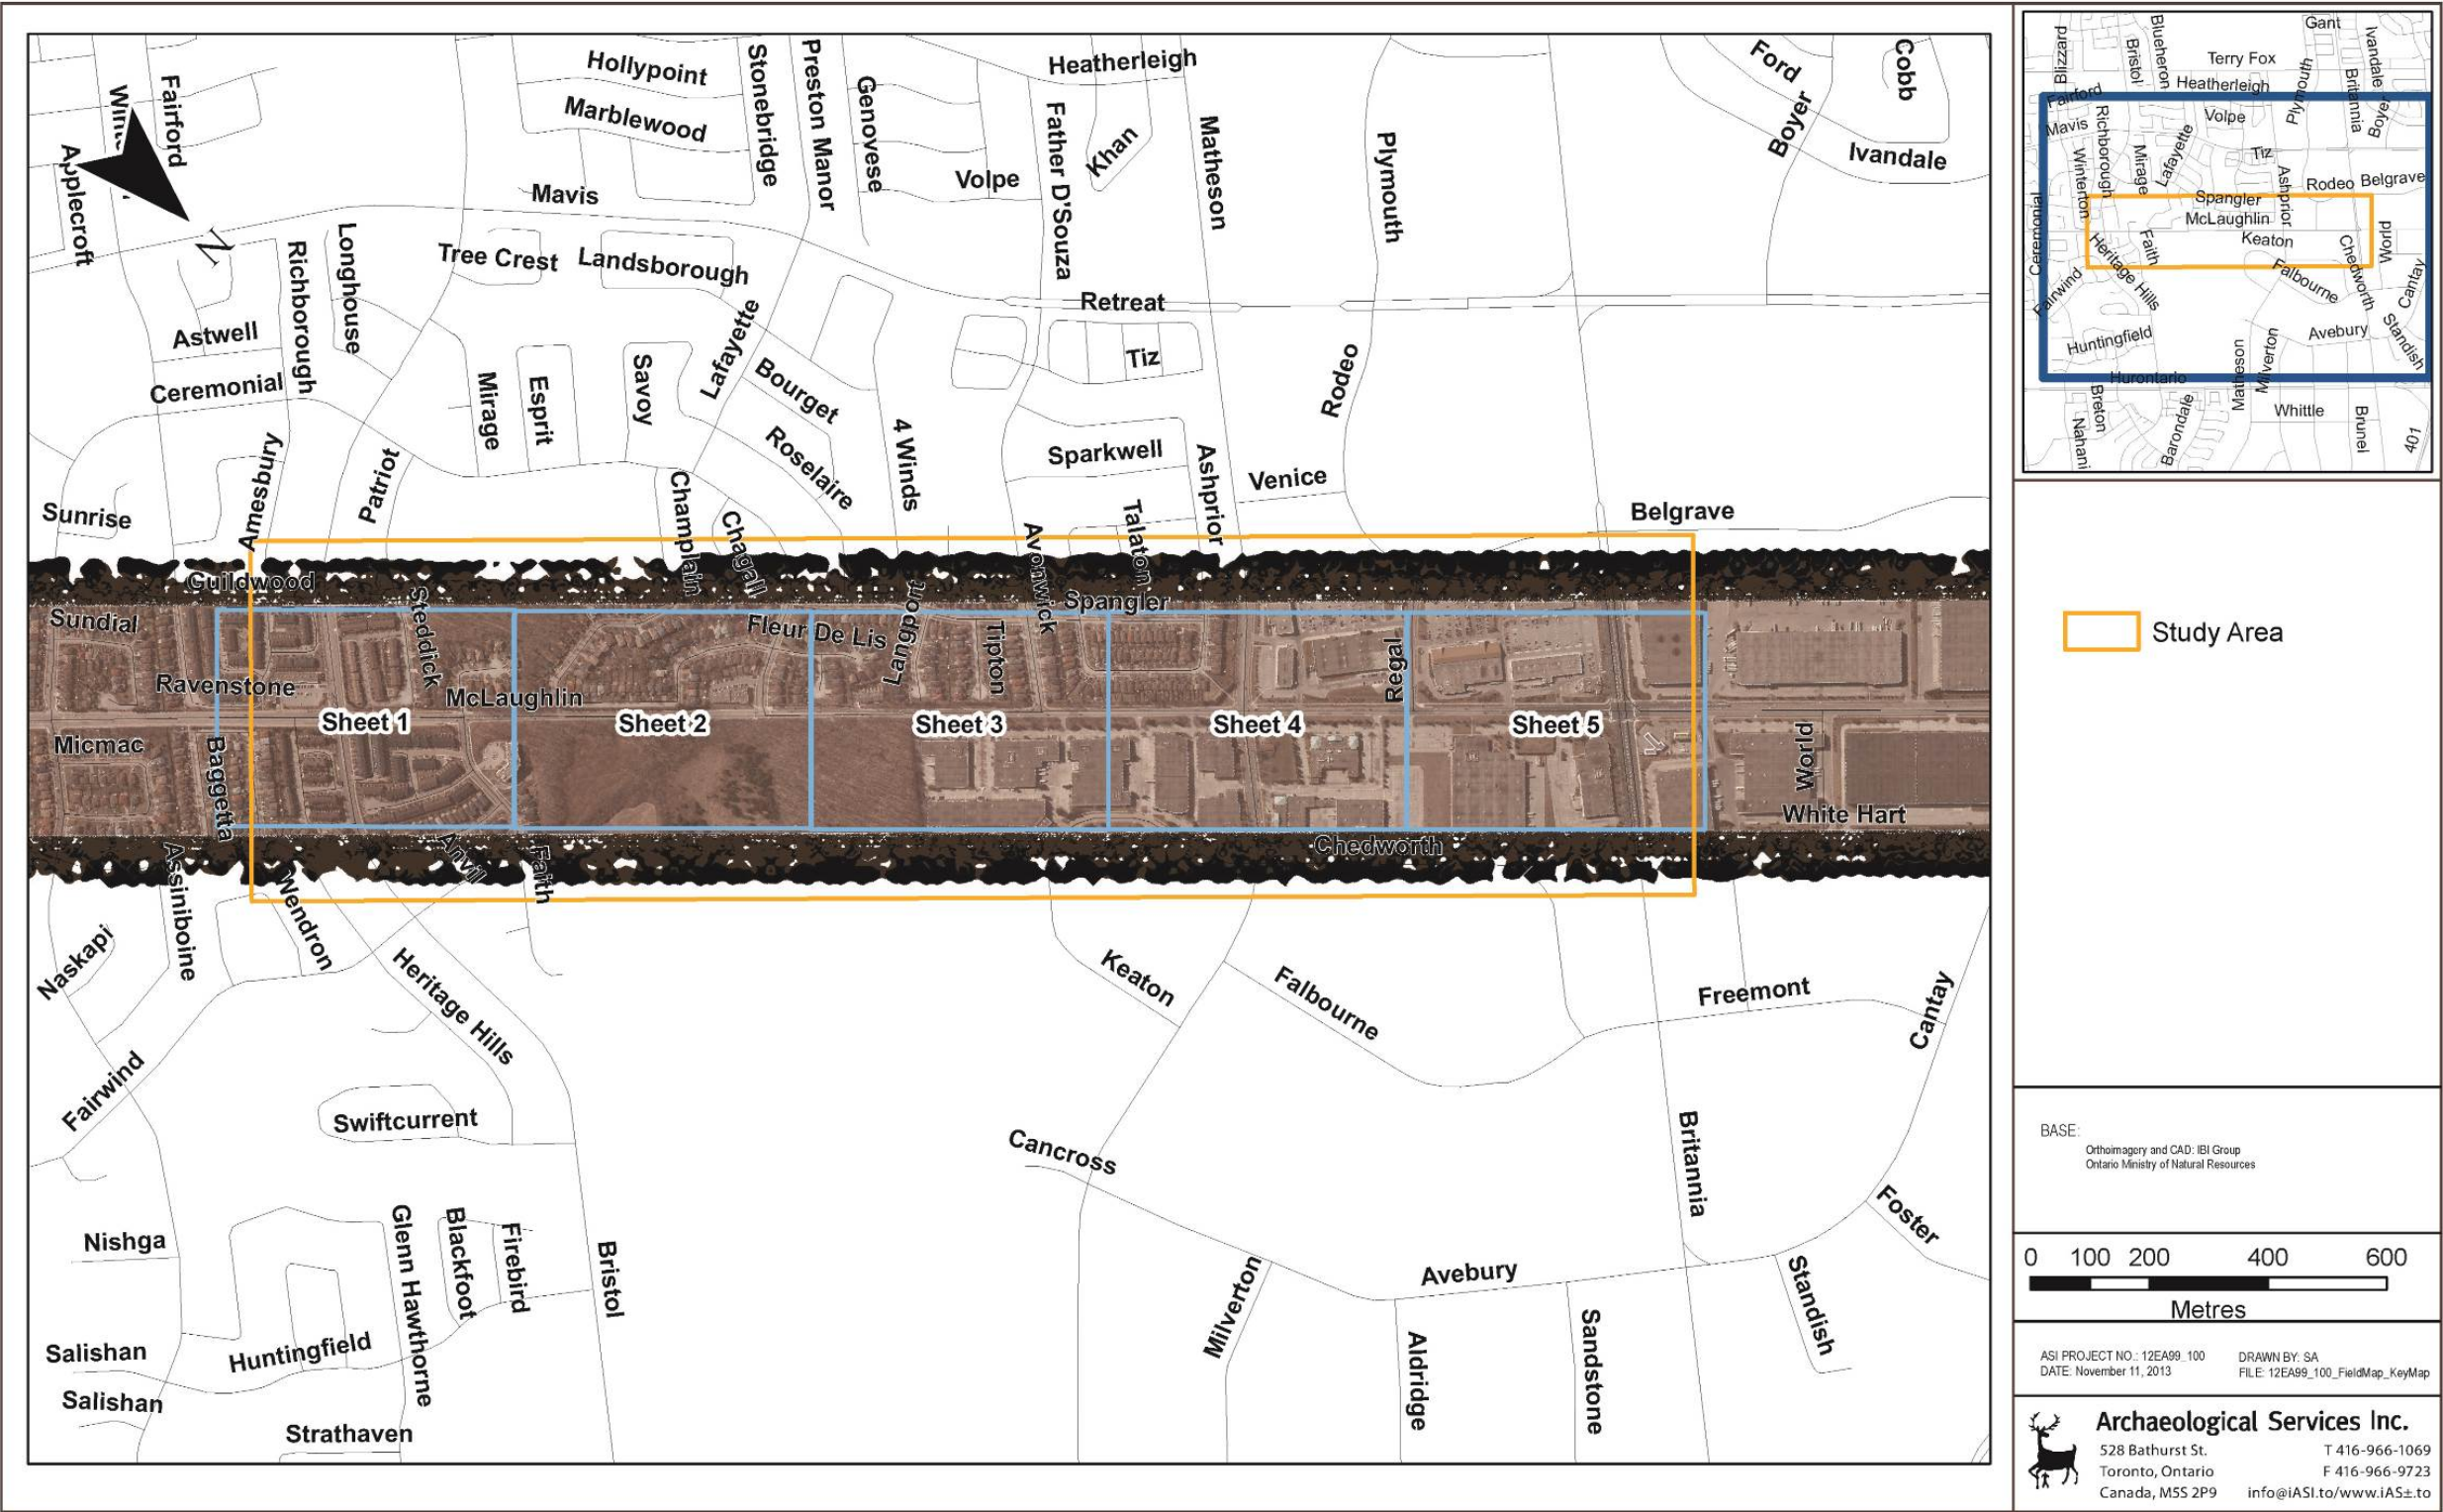 Hollypoint
Marblewood
Stonebridge
Preston Manor
Genovese
Heatherleigh
Father D'Souza
Khan
Volpe
Matheson
Plymouth
Ford
Boyer
Cobb
Ivandale
Fairford
Applecroft
N
Mavis
Richborough
Longhouse
Tree Crest
Landsborough
Lafayette
Retreat
Tiz
Astwell
Ceremonial
Mirage
Esprit
Savoy
Bourget
Roselaire
4 Winds
Sparkwell
Ashprior
Rodeo
Venice
Belgrave
Sunrise
Amesbury
Patriot
Champlain
Chagall
Avonwick
Talaton
Guildwood
Sundial
Steddick
Fleur De Lis
Langport
Tipton
Spangler
Regal
Ravenstone
McLaughlin
Sheet 1
Sheet 2
Sheet 3
Sheet 4
Sheet 5
Micmac
Baggetta
World
White Hart
Chedworth
Assiniboine
Wendron
Anvil
Faith
Naskapi
Heritage Hills
Keaton
Falbourne
Freemont
Cantay
Fairwind
Swiftcurrent
Cancross
Britannia
Foster
Nishga
Glenn Hawthorne
Blackfoot
Firebird
Bristol
Avebury
Milverton
Aldridge
Sandstone
Standish
Salishan
Huntingfield
Salishan
Strathaven
Gant
Blizzard
Bristol
Blueheron
Terry Fox
Heatherleigh
Plymouth
Ivandale
Britannia
Boyer
Fairford
Mavis
Richborough
Volpe
Winterton
Mirage
Lafayette
Tiz
Ashprior
Rodeo
Belgrave
Spangler
McLaughlin
Keaton
Ceremonial
Heritage Hills
Faith
Falbourne
Chedworth
World
Cantay
Fairwind
Huntingfield
Avebury
Standish
Hurontario
Matheson
Milverton
Breton
Nahani
Barondale
Whittle
Brunel
401
Study Area
BASE:
Orthoimagery and CAD: IBI Group
Ontario Ministry of Natural Resources
0 100 200 400 600
Metres
ASI PROJECT NO.: 12EA99_100
DATE: November 11, 2013
DRAWN BY: SA
FILE: 12EA99_100_FieldMap_KeyMap
Archaeological Services Inc.
528 Bathurst St. T 416-966-1069
Toronto, Ontario F 416-966-9723
Canada, M5S 2P9 info@iASI.to/www.iAS±.to